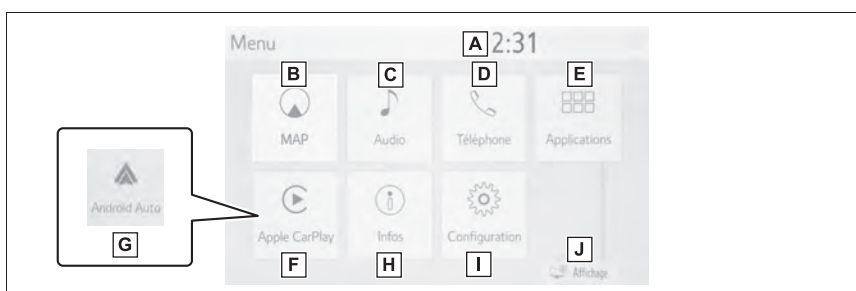 Menu A 2:31
B C D E
MAP Audio Téléphone Applications
Android Auto
G
Apple CarPlay Infos Configuration
F H I J
Affichage